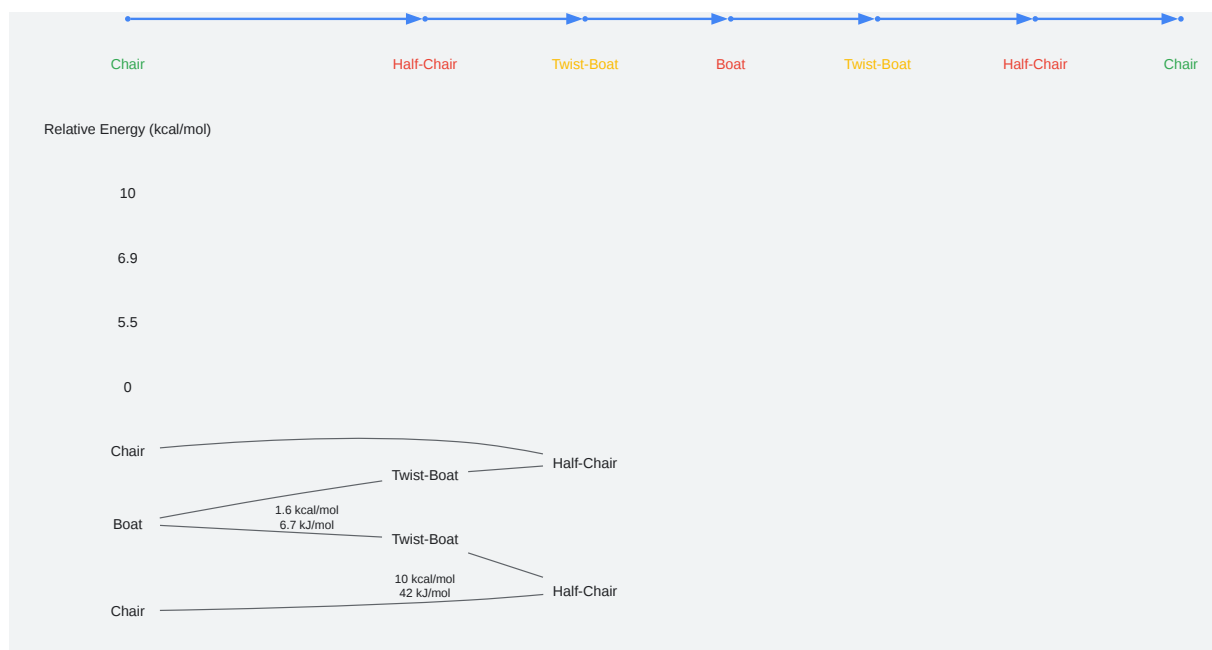 Chair
Half-Chair
Twist-Boat
Boat
Twist-Boat
Half-Chair
Chair
Relative Energy (kcal/mol)
10
6.9
5.5
0
Chair
Half-Chair
Twist-Boat
1.6 kcal/mol
6.7 kJ/mol
Boat
Twist-Boat
10 kcal/mol
42 kJ/mol
Half-Chair
Chair